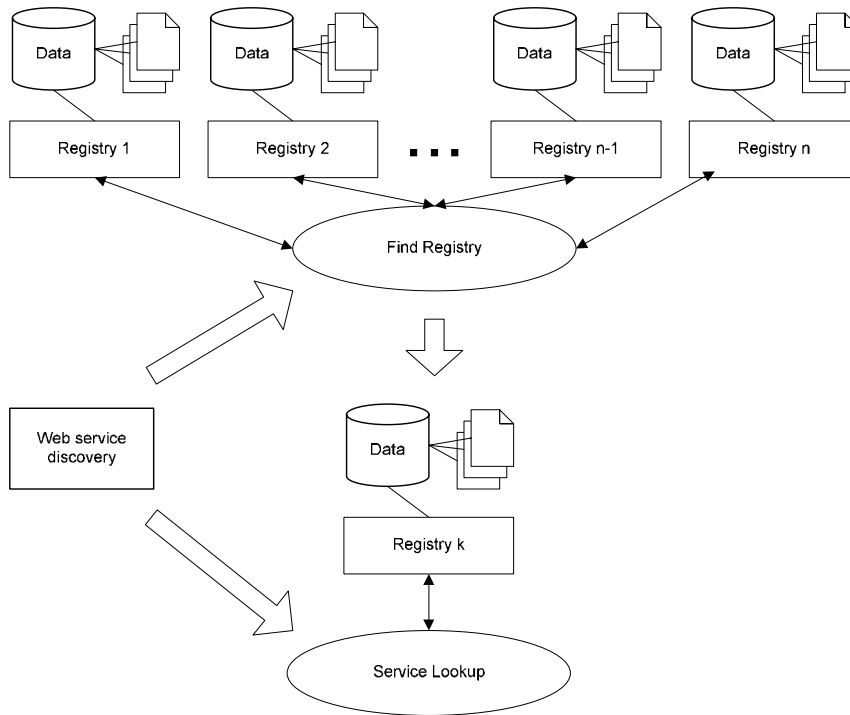 Data
Data
Data
Data
Registry 1
Registry 2
...
Registry n-1
Registry n
Find Registry
Web service
discovery
Data
Registry k
Service Lookup